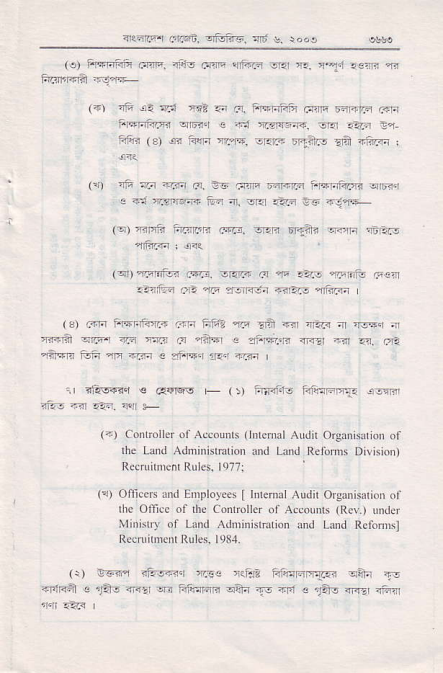 বাংলাদেশ গেজেট, অতিরিক্ত, মার্চ ৬, ২০০৩ ৩৬৬৩
(৩) শিক্ষানবিসি মেয়াদ, বর্ধিত মেয়াদ থাকিলে তাহা সহ, সম্পূর্ণ হওয়ার পর
নিয়োগকারী কর্তৃপক্ষ—
(ক) যদি এই মর্মে সন্তুষ্ট হন যে, শিক্ষানবিসি মেয়াদ চলাকালে কোন
শিক্ষানবিসের আচরণ ও কর্ম সন্তোষজনক, তাহা হইলে উপ-
বিধির (৪) এর বিধান সাপেক্ষ, তাহাকে চাকুরীতে স্থায়ী করিবেন ;
এবং
(খ) যদি মনে করেন যে, উক্ত মেয়াদ চলাকালে শিক্ষানবিসের আচরণ
ও কর্ম সন্তোষজনক ছিল না, তাহা হইলে উক্ত কর্তৃপক্ষ—
(অ) সরাসরি নিয়োগের ক্ষেত্রে, তাহার চাকুরীর অবসান ঘটাইতে
পারিবেন ; এবং
(আ) পদোন্নতির ক্ষেত্রে, তাহাকে যে পদ হইতে পদোন্নতি দেওয়া
হইয়াছিল সেই পদে প্রত্যাবর্তন করাইতে পারিবেন ।
(৪) কোন শিক্ষানবিসকে কোন নির্দিষ্ট পদে স্থায়ী করা যাইবে না যতক্ষণ না
সরকারী আদেশ বলে সময়ে যে পরীক্ষা ও প্রশিক্ষণের ব্যবস্থা করা হয়, সেই
পরীক্ষায় তিনি পাস করেন ও প্রশিক্ষণ গ্রহণ করেন ।
৭। রহিতকরণ ও হেফাজত ।— (১) নিম্নবর্ণিত বিধিমালাসমূহ এতদ্বারা
রহিত করা হইল, যথা ঃ—
(ক) Controller of Accounts (Internal Audit Organisation of
the Land Administration and Land Reforms Division)
Recruitment Rules, 1977;
(খ) Officers and Employees [ Internal Audit Organisation of
the Office of the Controller of Accounts (Rev.) under
Ministry of Land Administration and Land Reforms]
Recruitment Rules, 1984.
(২) উক্তরূপ রহিতকরণ সত্ত্বেও সংশ্লিষ্ট বিধিমালাসমূহের অধীন কৃত
কার্যাবলী ও গৃহীত ব্যবস্থা অত্র বিধিমালার অধীন কৃত কার্য ও গৃহীত ব্যবস্থা বলিয়া
গণ্য হইবে ।